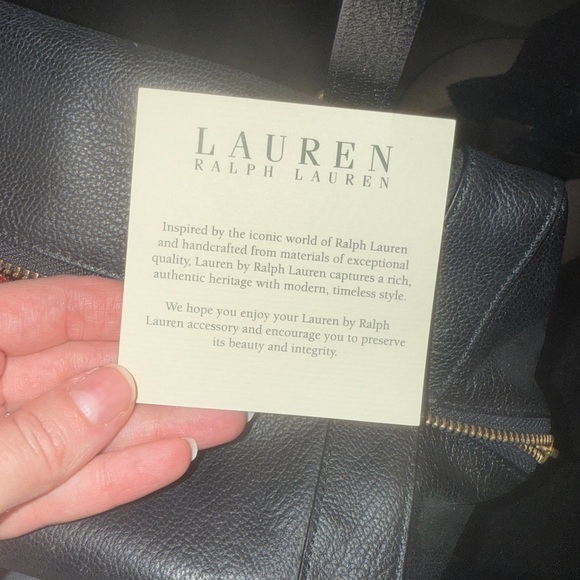 LAUREN
RALPH LAUREN
Inspired by the iconic world of Ralph Lauren
and handcrafted from materials of exceptional
quality, Lauren by Ralph Lauren captures a rich,
authentic heritage with modern, timeless style.
We hope you enjoy your Lauren by Ralph
Lauren accessory and encourage you to preserve
its beauty and integrity.